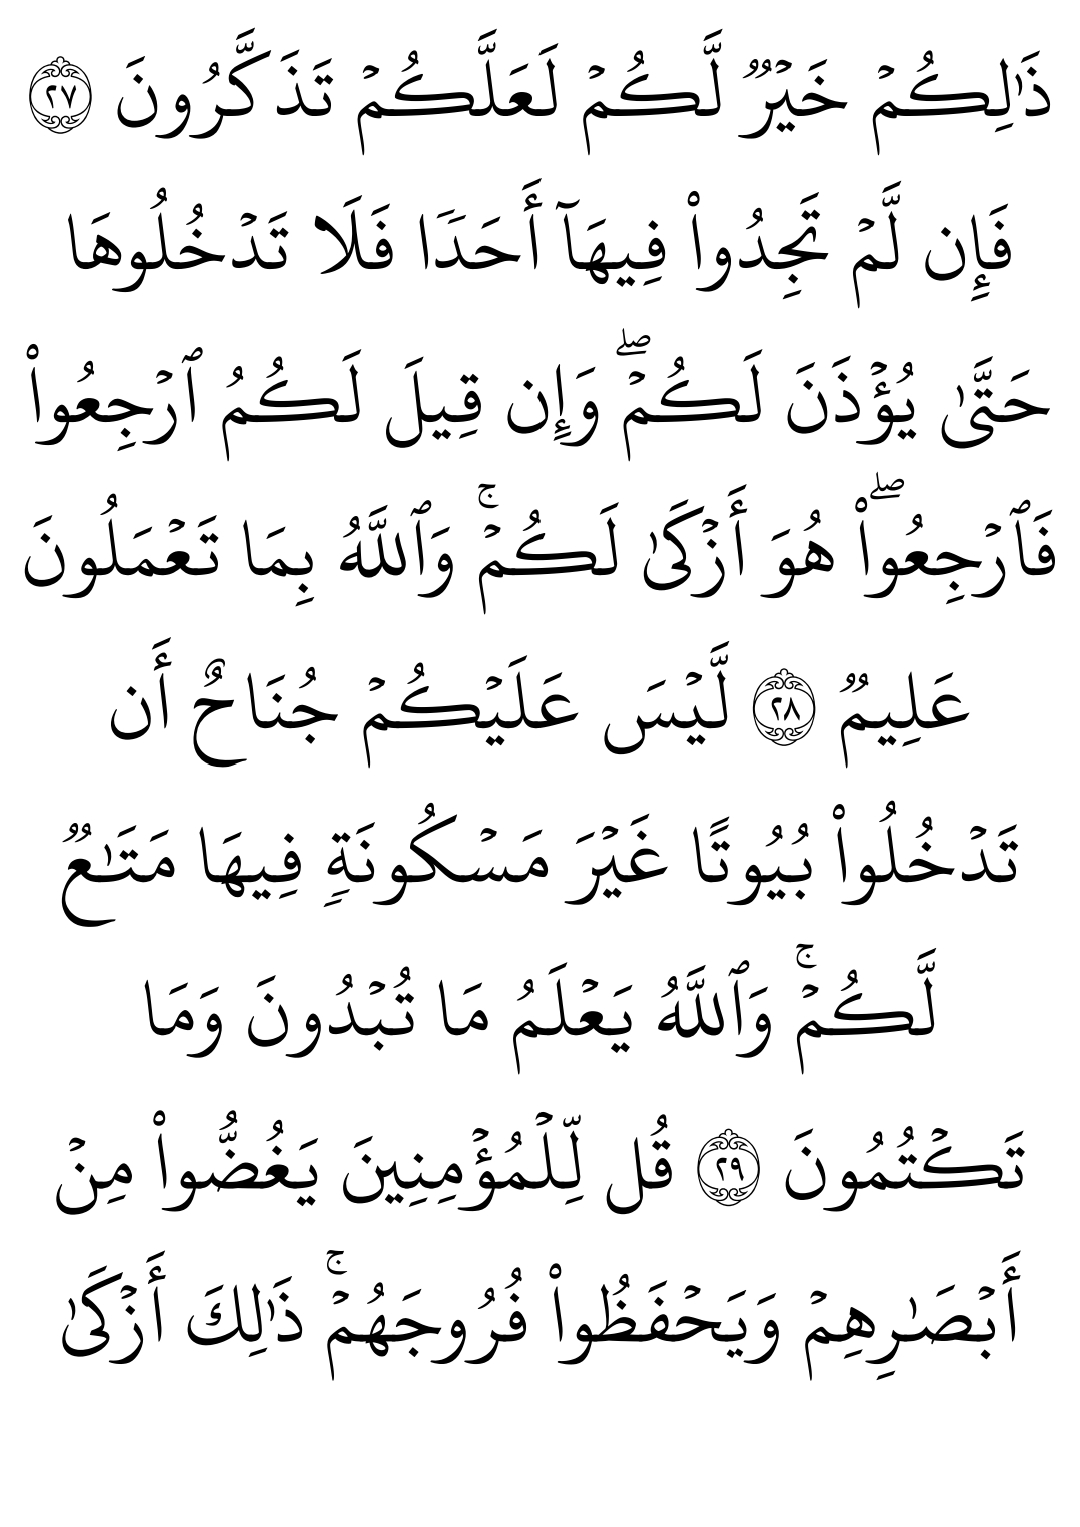 ذَٰلِكُمۡ خَيۡرٞ لَّكُمۡ لَعَلَّكُمۡ تَذَكَّرُونَ ٢٧
فَإِن لَّمۡ تَجِدُواْ فِيهَآ أَحَدٗا فَلَا تَدۡخُلُوهَا
حَتَّىٰ يُؤۡذَنَ لَكُمۡۖ وَإِن قِيلَ لَكُمُ ٱرۡجِعُواْ
فَٱرۡجِعُواْۖ هُوَ أَزۡكَىٰ لَكُمۡۚ وَٱللَّهُ بِمَا تَعۡمَلُونَ
عَلِيمٞ ٢٨ لَّيۡسَ عَلَيۡكُمۡ جُنَاحٌ أَن
تَدۡخُلُواْ بُيُوتًا غَيۡرَ مَسۡكُونَةٖ فِيهَا مَتَٰعٞ
لَّكُمۡۚ وَٱللَّهُ يَعۡلَمُ مَا تُبۡدُونَ وَمَا
تَكۡتُمُونَ ٢٩ قُل لِّلۡمُؤۡمِنِينَ يَغُضُّواْ مِنۡ
أَبۡصَٰرِهِمۡ وَيَحۡفَظُواْ فُرُوجَهُمۡۚ ذَٰلِكَ أَزۡكَىٰ